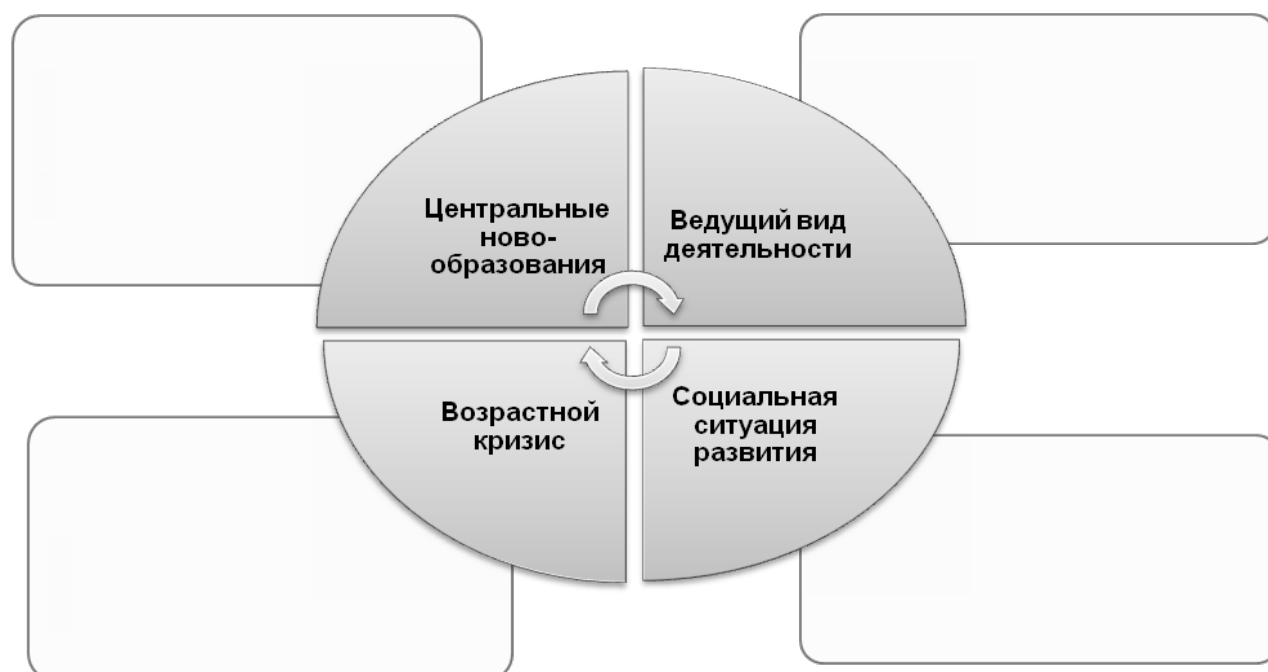 Центральные
ново-
образования
Ведущий вид
деятельности
Возрастной
кризис
Социальная
ситуация
развития